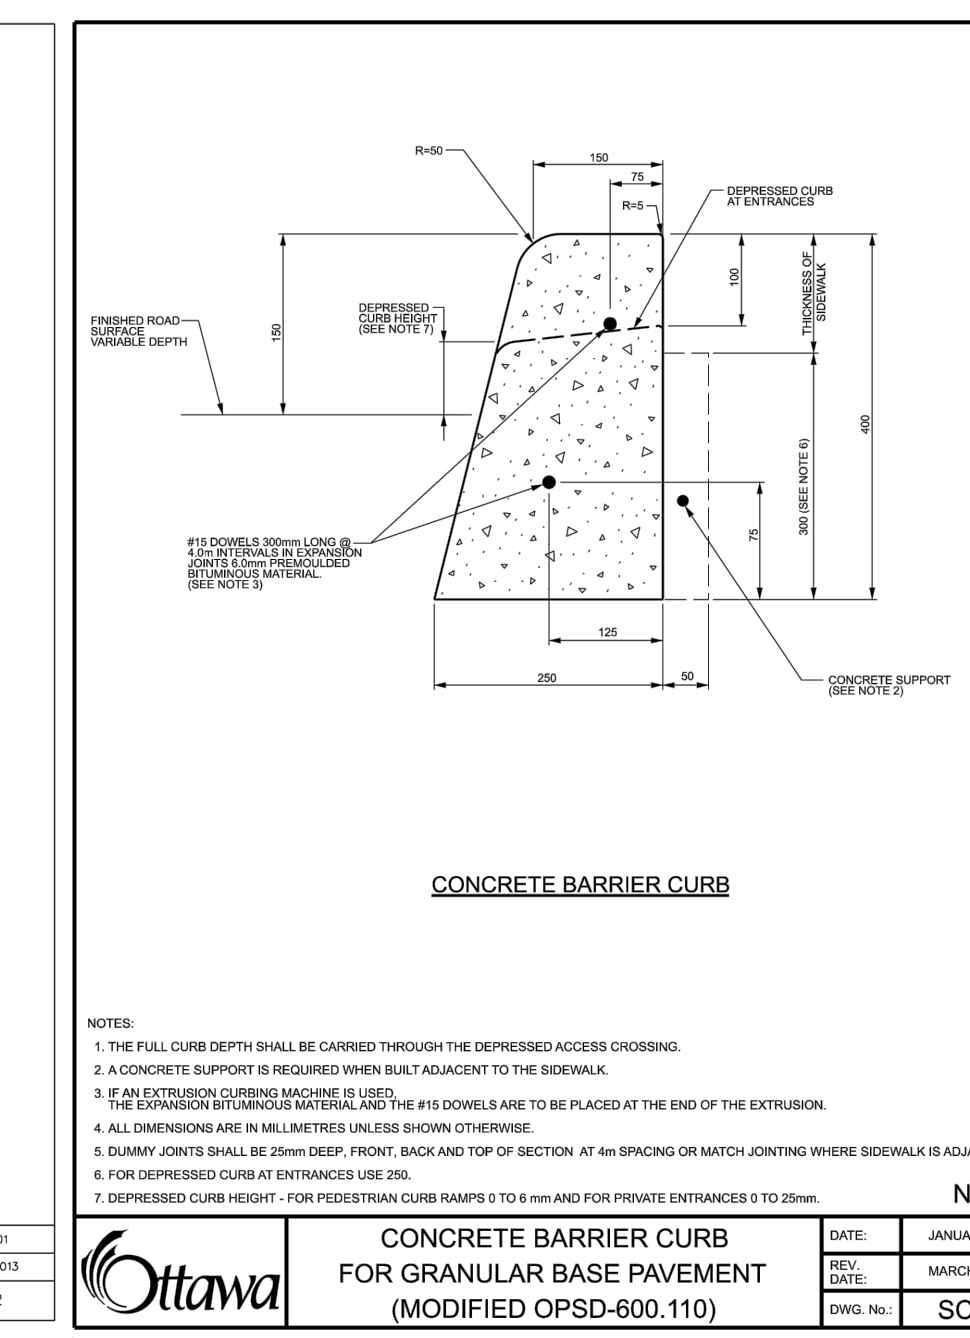 R=50
150
75
R=5
DEPRESSED CURB
AT ENTRANCES
100
THICKNESS OF
SIDEWALK
DEPRESSED
CURB HEIGHT
(SEE NOTE 7)
FINISHED ROAD
SURFACE
VARIABLE DEPTH
150
400
300 (SEE NOTE 6)
75
#15 DOWELS 300mm LONG @
4.0m INTERVALS IN EXPANSION
JOINTS 6.0mm PREMOULDED
BITUMINOUS MATERIAL.
(SEE NOTE 3)
125
250
50
CONCRETE SUPPORT
(SEE NOTE 2)
CONCRETE BARRIER CURB
NOTES:
1. THE FULL CURB DEPTH SHALL BE CARRIED THROUGH THE DEPRESSED ACCESS CROSSING.
2. A CONCRETE SUPPORT IS REQUIRED WHEN BUILT ADJACENT TO THE SIDEWALK.
3. IF AN EXTRUSION CURBING MACHINE IS USED,
THE EXPANSION BITUMINOUS MATERIAL AND THE #15 DOWELS ARE TO BE PLACED AT THE END OF THE EXTRUSION.
4. ALL DIMENSIONS ARE IN MILLIMETRES UNLESS SHOWN OTHERWISE.
5. DUMMY JOINTS SHALL BE 25mm DEEP, FRONT, BACK AND TOP OF SECTION AT 4m SPACING OR MATCH JOINTING WHERE SIDEWALK IS ADJA
6. FOR DEPRESSED CURB AT ENTRANCES USE 250.
7. DEPRESSED CURB HEIGHT - FOR PEDESTRIAN CURB RAMPS 0 TO 6 mm AND FOR PRIVATE ENTRANCES 0 TO 25mm.
N
01
013
2
Ottawa
CONCRETE BARRIER CURB
FOR GRANULAR BASE PAVEMENT
(MODIFIED OPSD-600.110)
DATE:
JANUA
REV.
DATE:
MARCH
DWG. No.:
SC